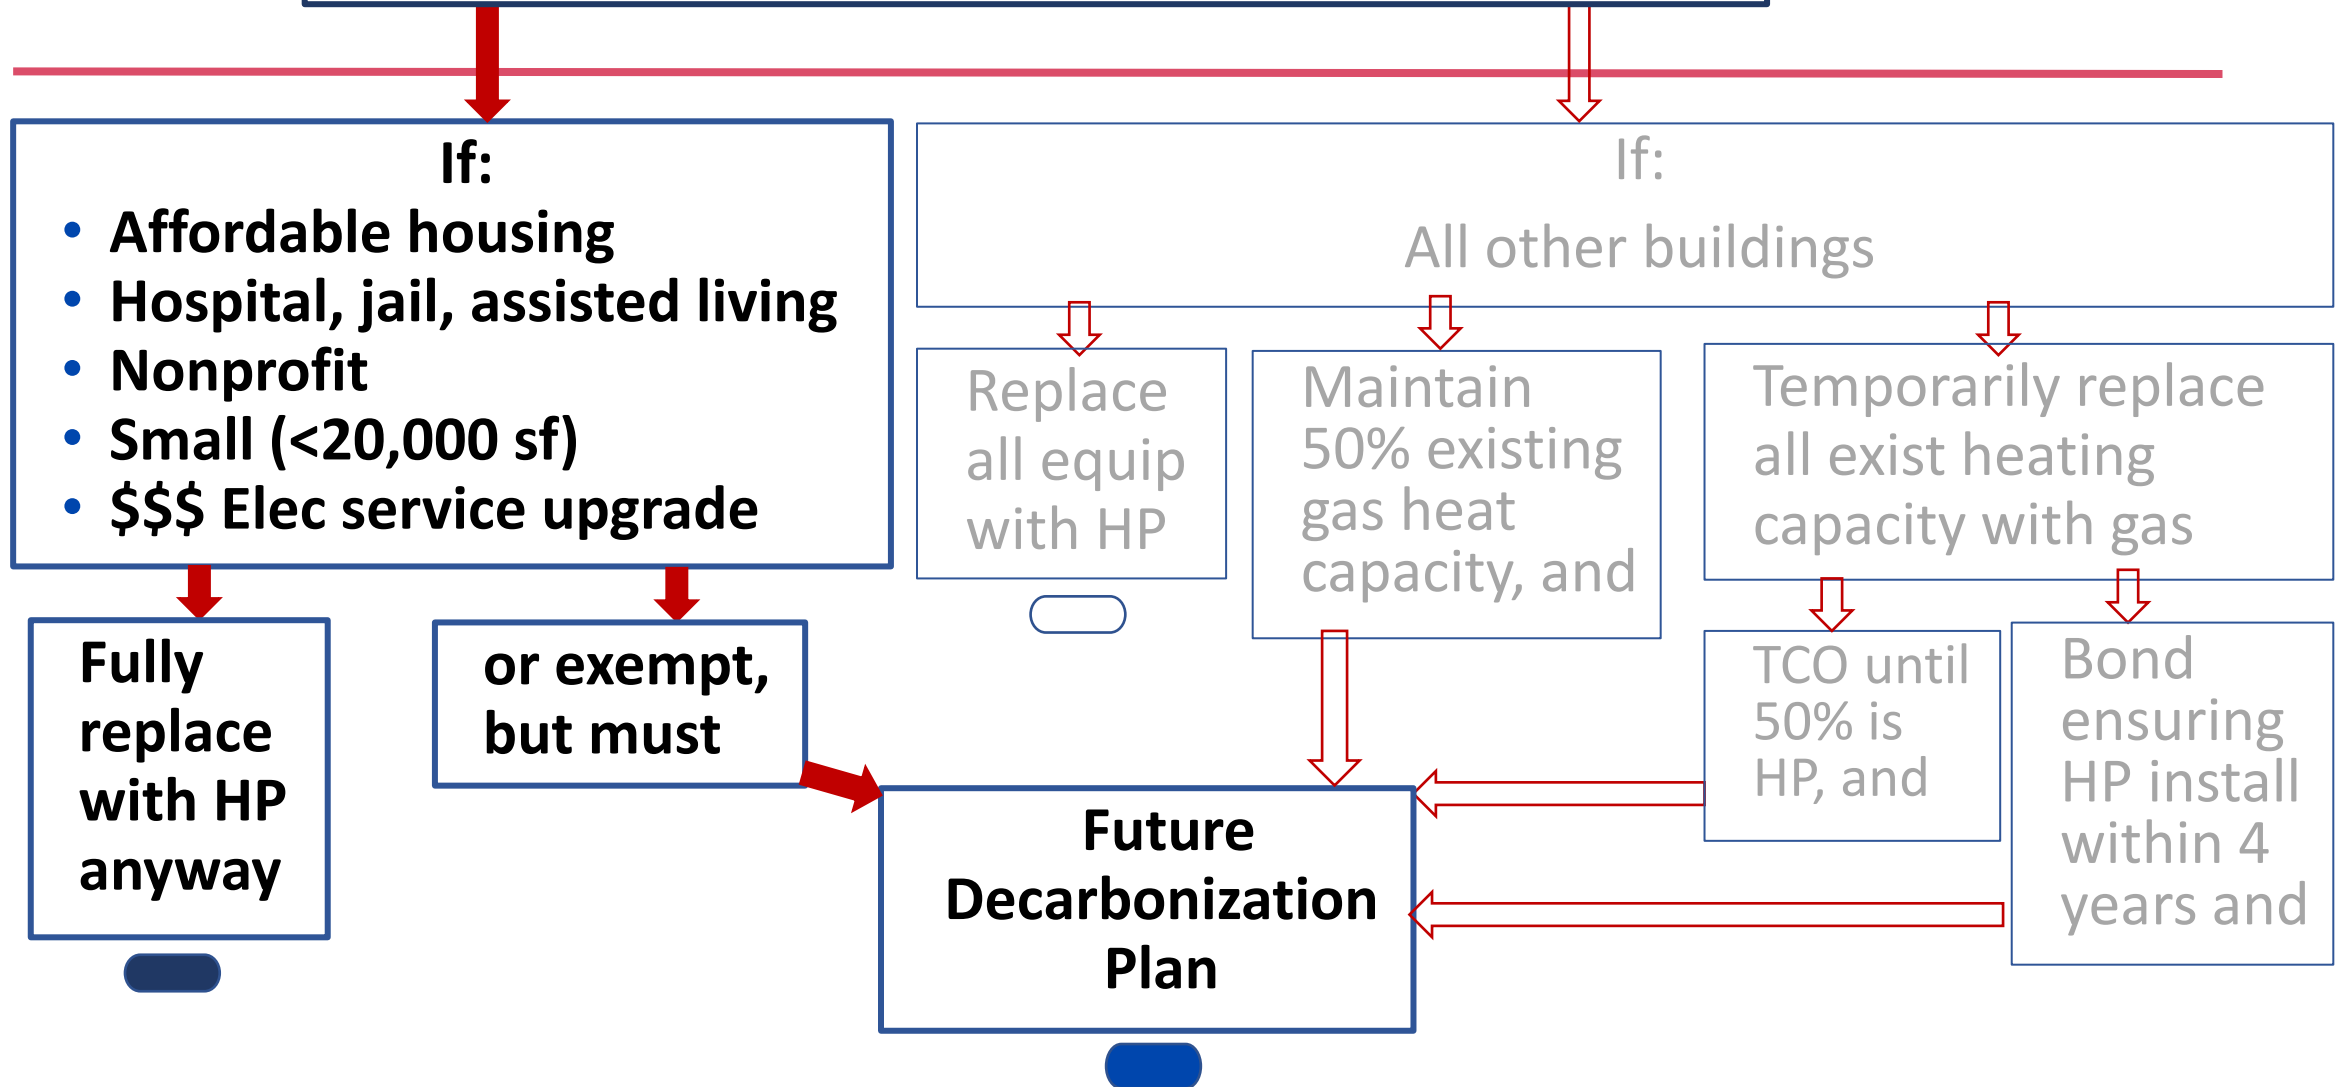 If:
• Affordable housing
• Hospital, jail, assisted living
• Nonprofit
• Small (<20,000 sf)
• $$$ Elec service upgrade
Fully
replace
with HP
anyway
or exempt,
but must
If:
All other buildings
Replace
all equip
with HP
Maintain
50% existing
gas heat
capacity, and
Temporarily replace
all exist heating
capacity with gas
TCO until
50% is
HP, and
Bond
ensuring
HP install
within 4
years and
Future
Decarbonization
Plan